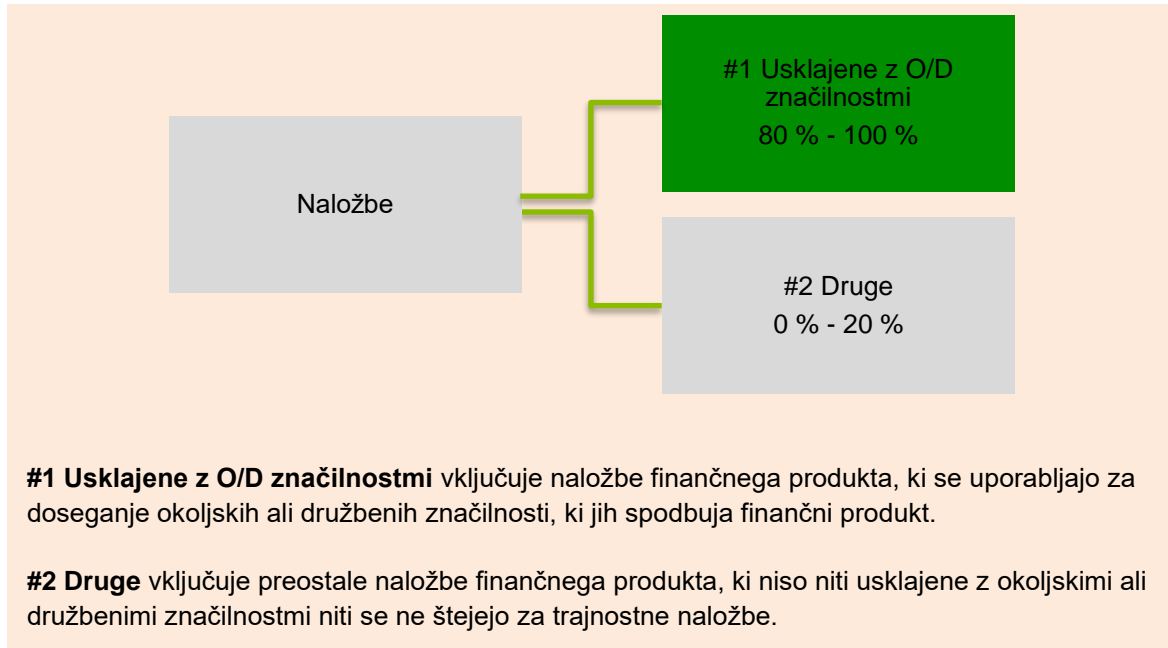 #1 Usklajene z O/D
značilnostmi
80 % - 100 %
Naložbe
#2 Druge
0 % - 20 %
#1 Usklajene z O/D značilnostmi vključuje naložbe finančnega produkta, ki se uporabljajo za
doseganje okoljskih ali družbenih značilnosti, ki jih spodbuja finančni produkt.
#2 Druge vključuje preostale naložbe finančnega produkta, ki niso niti usklajene z okoljskimi ali
družbenimi značilnostmi niti se ne štejejo za trajnostne naložbe.